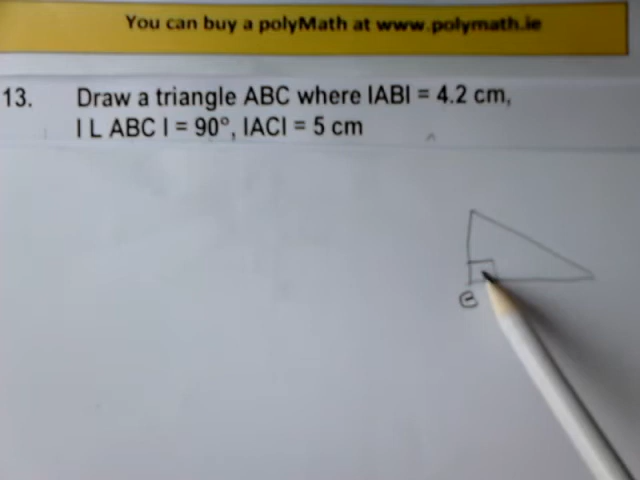 You can buy a polyMath at www.polymath.ie
13. Draw a triangle ABC where IABI = 4.2 cm,
I L ABC I = 90°, IACI = 5 cm
B